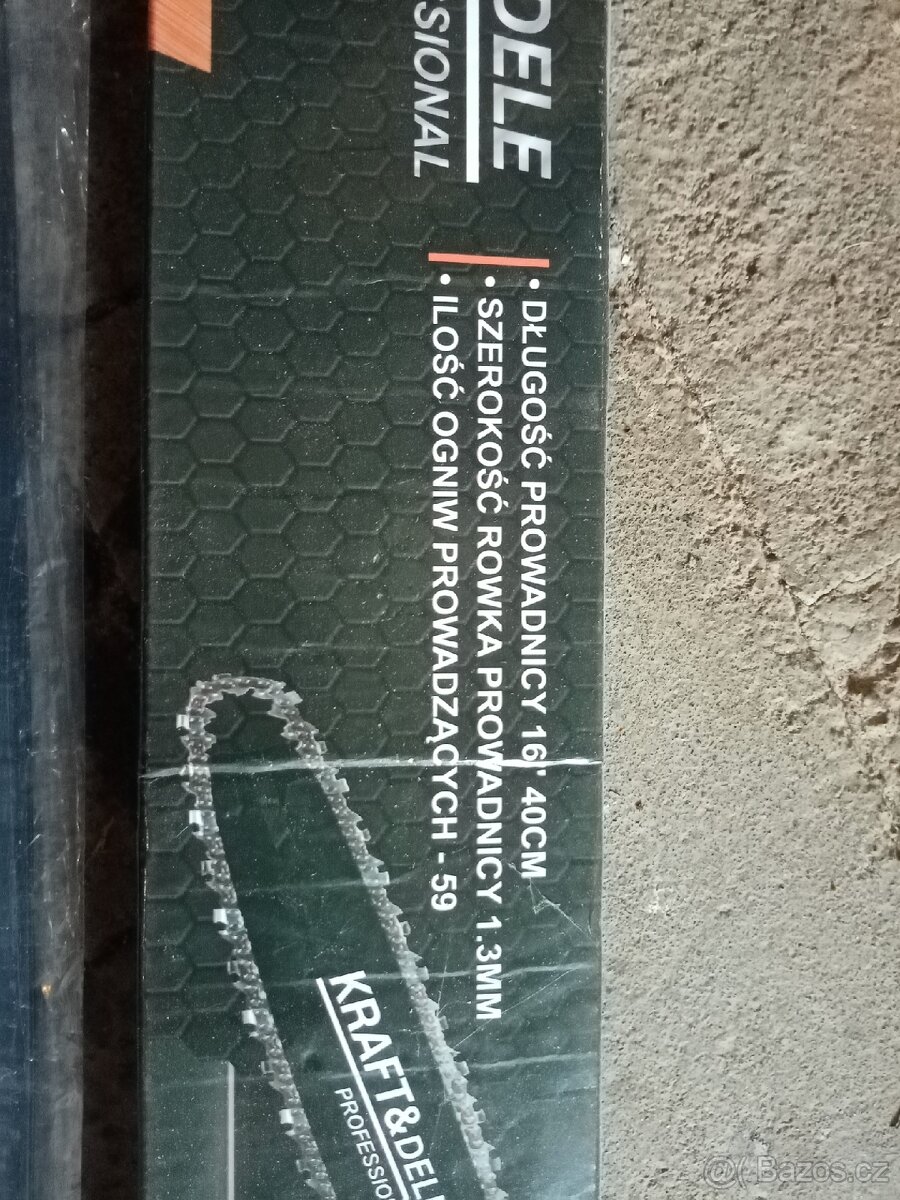 DELE
SSIONAL
• DŁUGOŚĆ PROWADNICY 16" 40CM
• SZEROKOŚĆ ROWKA PROWADNICY 1.3MM
• ILOŚĆ OGNIW PROWADZĄCYCH - 59
KRAFT&DELE
PROFESSIO
@( Bazos.cz